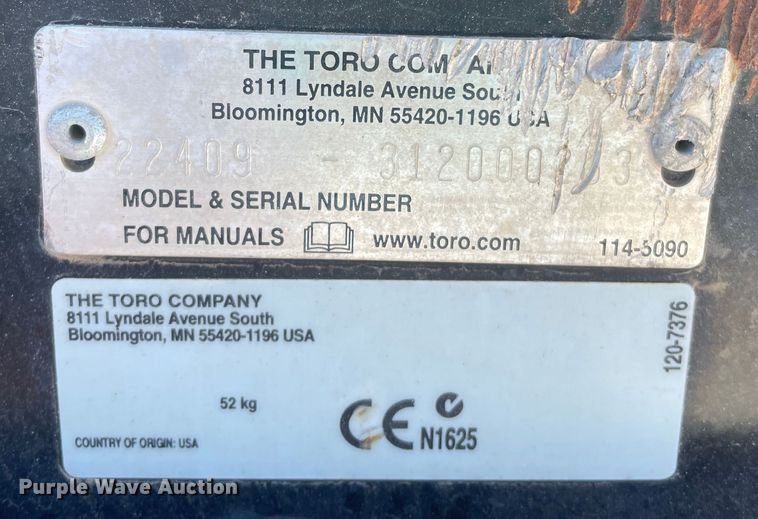 THE TORO
8111 Lyndale Avenue South
Bloomington, MN 55420-1196
22409 -
MODEL & SERIAL NUMBER
FOR MANUALS www.toro.com 114-5090
THE TORO COMPANY
8111 Lyndale Avenue South
Bloomington, MN 55420-1196 USA
120-7376
52 kg
CE N1625
COUNTRY OF ORIGIN: USA
Purple Wave Auction